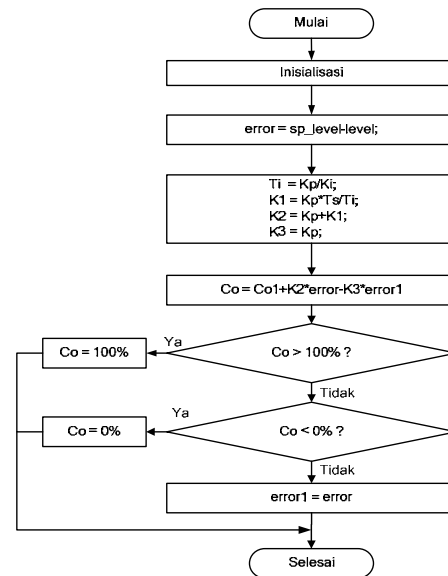 Mulai
Inisialisasi
error = sp_level-level;
Ti = Kp/Ki;
K1 = Kp*Ts/Ti;
K2 = Kp+K1;
K3 = Kp;
Co = Co1+K2*error-K3*error1
Co > 100% ?
Ya
Co = 100%
Tidak
Co < 0% ?
Ya
Co = 0%
Tidak
error1 = error
Selesai